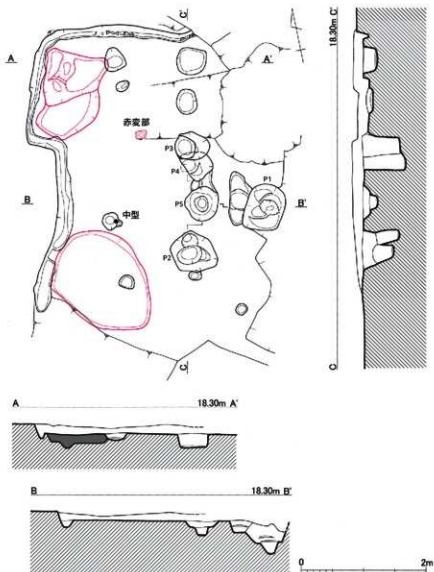 C'
18.30m C'
A
A'
赤変部
P3
P4
P1
B
P5
B'
中型
P2
C
C
A 18.30m A'
B 18.30m B'
0 2m